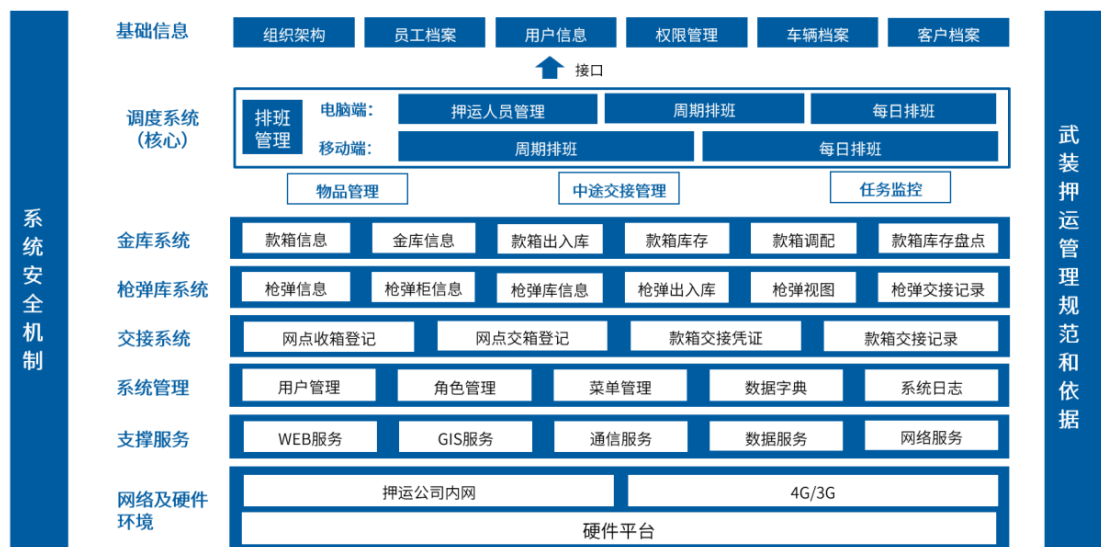 系统安全机制
基础信息
组织架构 员工档案 用户信息 权限管理 车辆档案 客户档案
接口
调度系统
（核心）
排班
管理
电脑端： 押运人员管理 周期排班 每日排班
移动端： 周期排班 每日排班
物品管理 中途交接管理 任务监控
金库系统 款箱信息 金库信息 款箱出入库 款箱库存 款箱调配 款箱库存盘点
枪弹库系统 枪弹信息 枪弹柜信息 枪弹库信息 枪弹出入库 枪弹视图 枪弹交接记录
交接系统 网点收箱登记 网点交箱登记 款箱交接凭证 款箱交接记录
系统管理 用户管理 角色管理 菜单管理 数据字典 系统日志
支撑服务 WEB服务 GIS服务 通信服务 数据服务 网络服务
网络及硬件
环境
押运公司内网 4G/3G
硬件平台
武装押运管理规范和依据